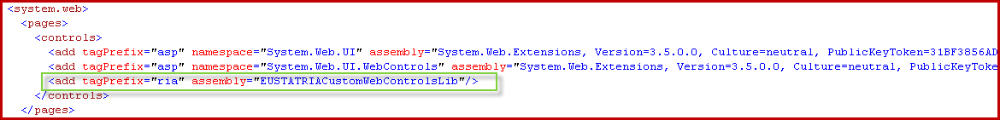 <system.web>
<pages>
<controls>
<add tagPrefix="asp" namespace="System.Web.UI" assembly="System.Web.Extensions, Version=3.5.0.0, Culture=neutral, PublicKeyToken=31BF3856AD
<add tagPrefix="asp" namespace="System.Web.UI.WebControls" assembly="System.Web.Extensions, Version=3.5.0.0, Culture=neutral, PublicKeyTok
<add tagPrefix="ria" assembly="EUSTATRIACustomWebControlsLib"/>
</controls>
</pages>